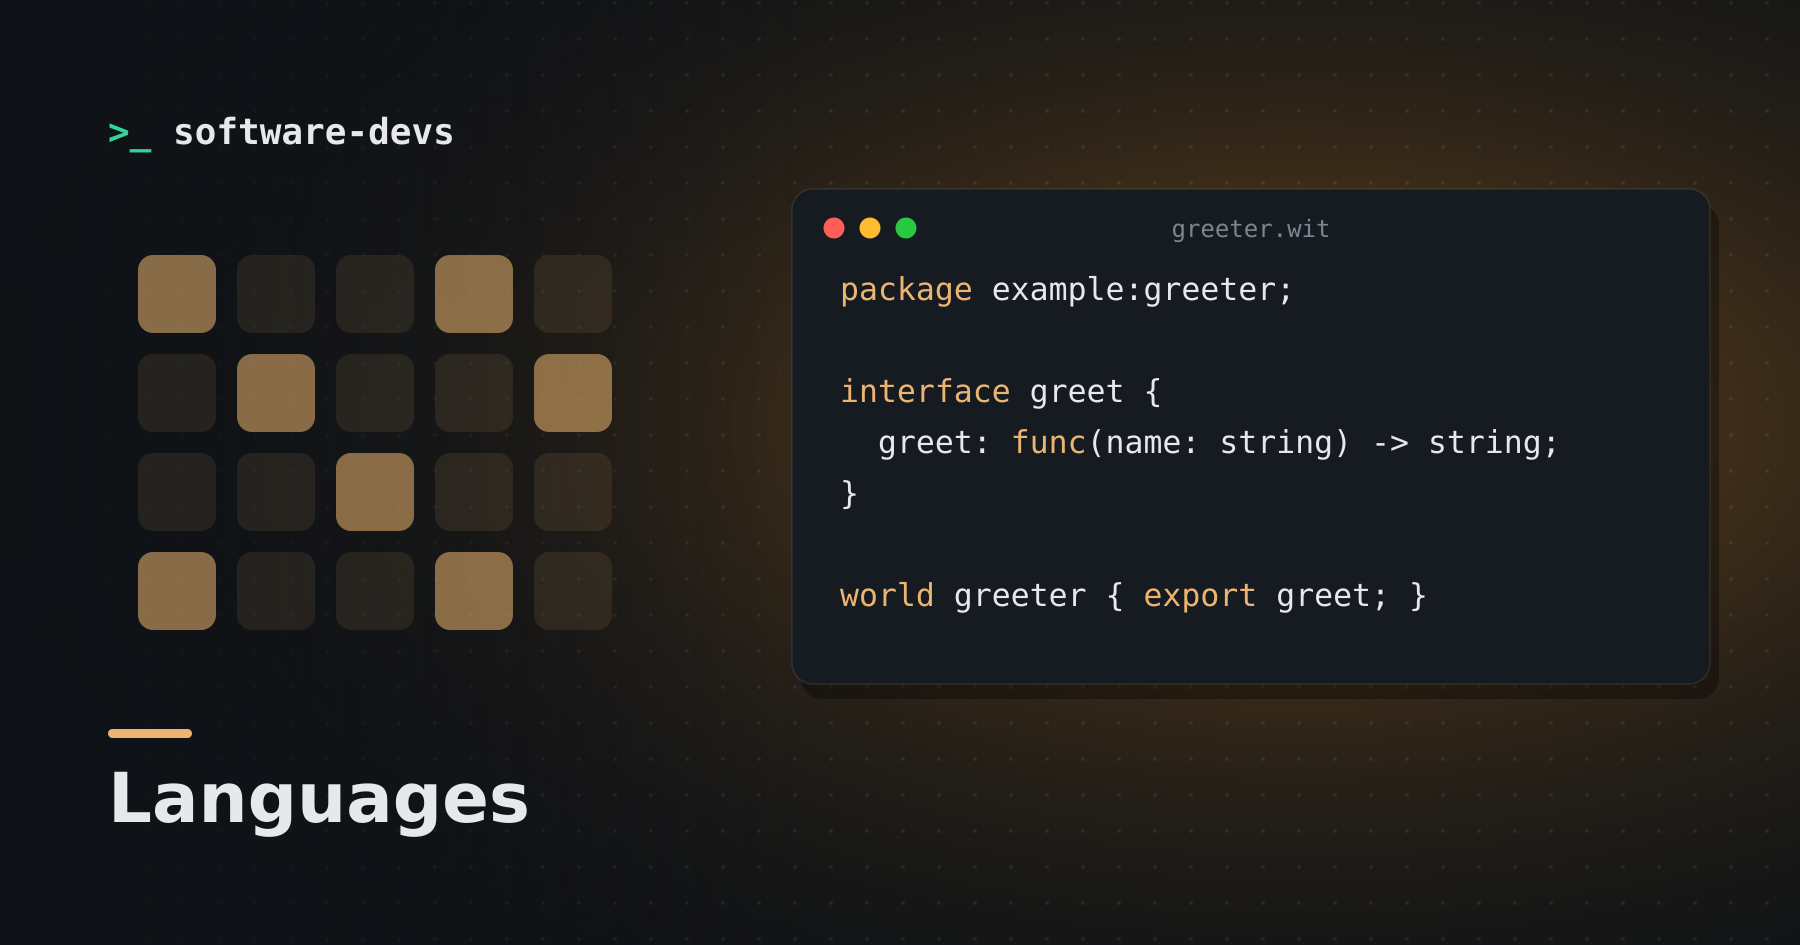 >_ software-devs
greeter.wit
package example:greeter;
interface greet {
  greet: func(name: string) -> string;
}
world greeter { export greet; }
Languages